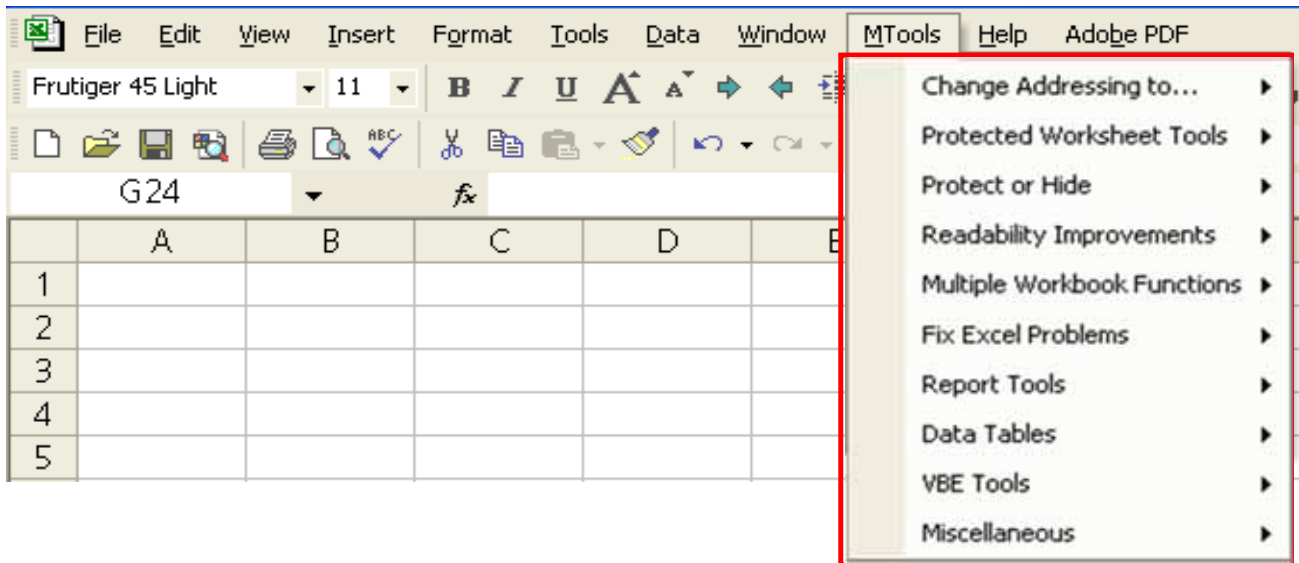 File Edit View Insert Format Tools Data Window MTools Help Adobe PDF
Frutiger 45 Light 11 B I U A A
ABC
G24 fx
A B C D E
1
2
3
4
5
Change Addressing to...
Protected Worksheet Tools
Protect or Hide
Readability Improvements
Multiple Workbook Functions
Fix Excel Problems
Report Tools
Data Tables
VBE Tools
Miscellaneous